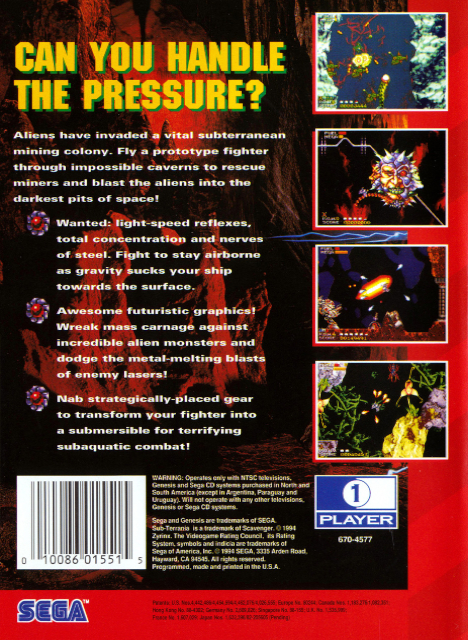 CAN YOU HANDLE
THE PRESSURE?
Aliens have invaded a vital subterranean
mining colony. Fly a prototype fighter
through impossible caverns to rescue
miners and blast the aliens into the
darkest pits of space!
Wanted: light-speed reflexes,
total concentration and nerves
of steel. Fight to stay airborne
as gravity sucks your ship
towards the surface.
Awesome futuristic graphics!
Wreak mass carnage against
incredible alien monsters and
dodge the metal-melting blasts
of enemy lasers!
Nab strategically-placed gear
to transform your fighter into
a submersible for terrifying
subaquatic combat!
WARNING: Operates only with NTSC televisions,
Genesis and Sega CD systems purchased in North and
South America (except in Argentina, Paraguay and
Uruguay). Will not operate with any other televisions,
Genesis or Sega CD systems.
Sega and Genesis are trademarks of SEGA.
Sub-Terrania is a trademark of Scavenger. © 1994
Zyrinx. The Videogame Rating Council, its Rating
System, symbols and indicia are trademarks of
Sega of America, Inc. © 1994 SEGA, 3335 Arden Road,
Hayward, CA 94545. All rights reserved.
Programmed, made and printed in the U.S.A.
1
PLAYER
670-4577
0 10086 01551 5
SEGA™